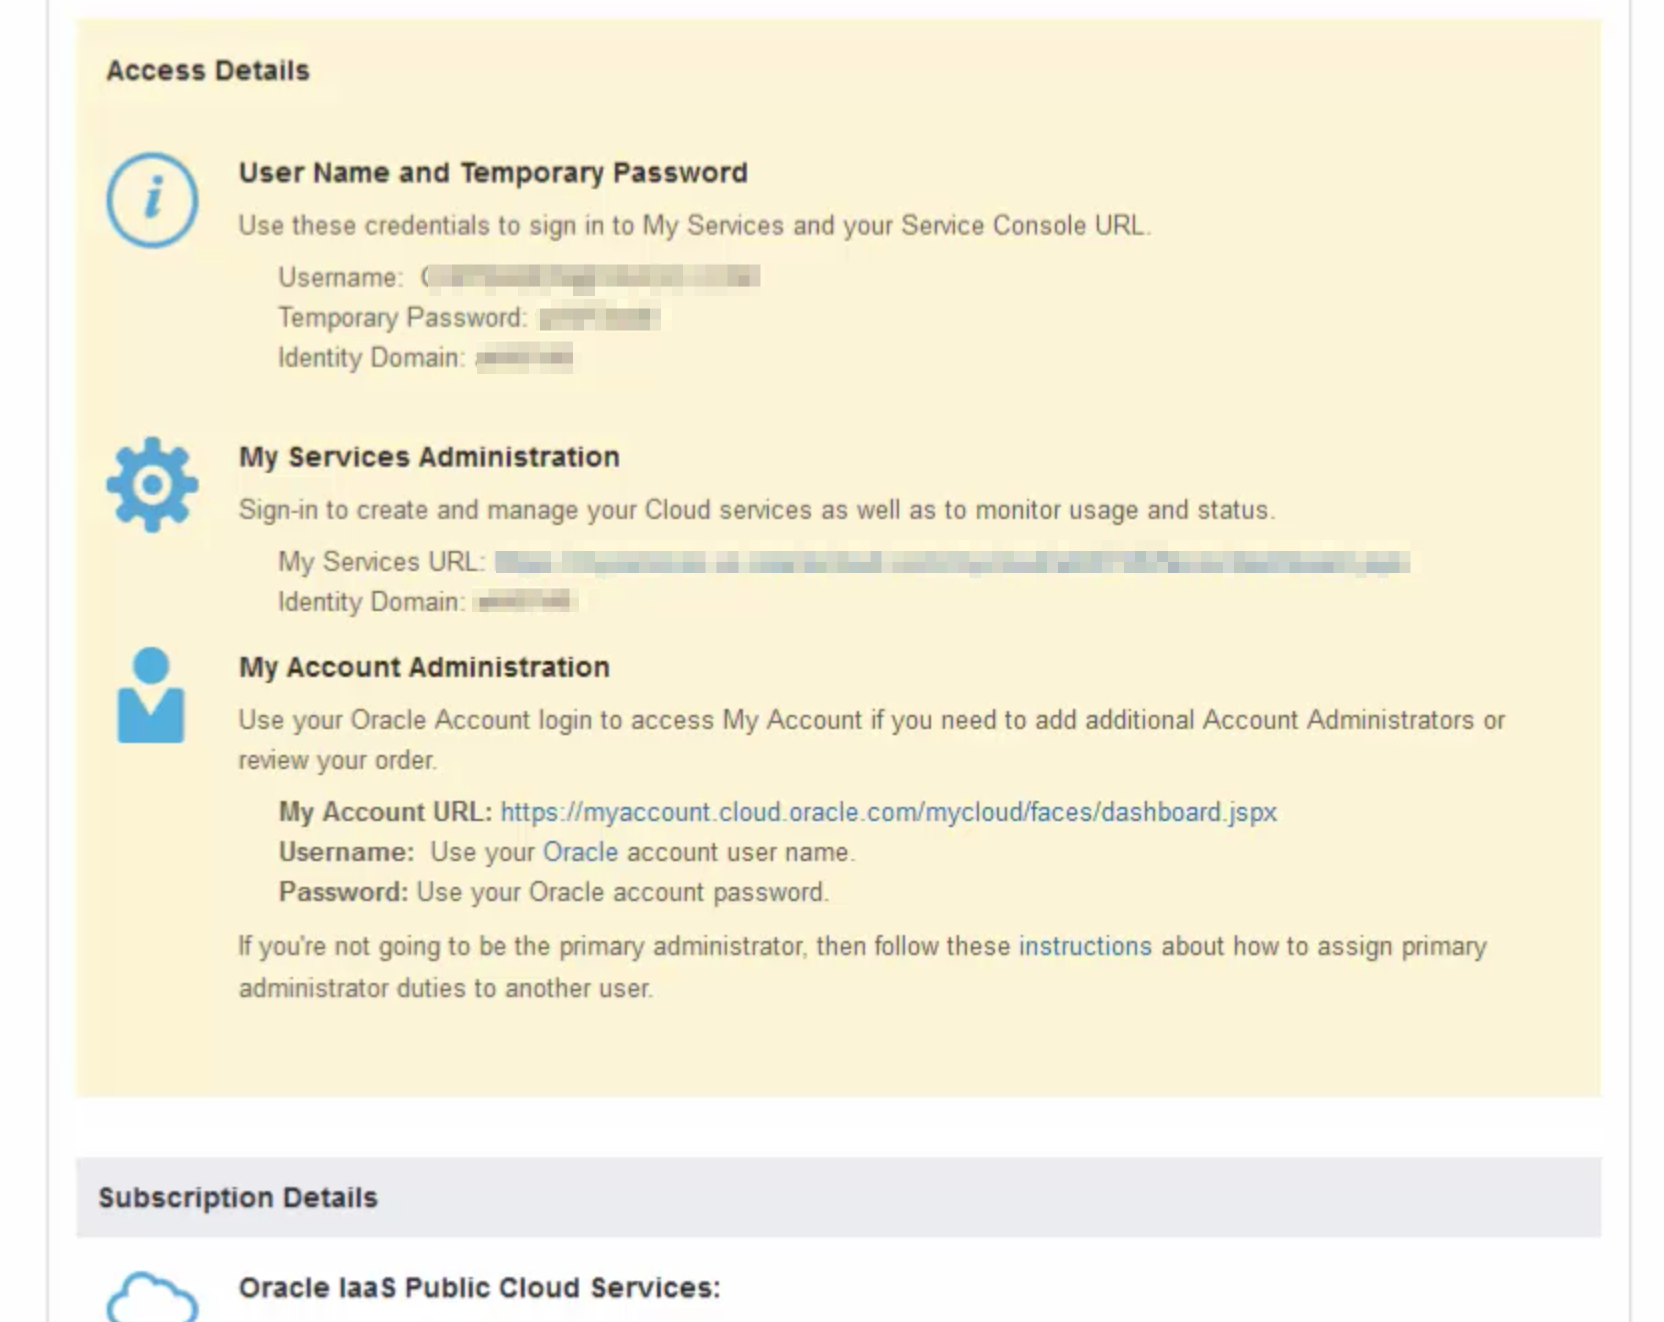 Access Details
User Name and Temporary Password
Use these credentials to sign in to My Services and your Service Console URL.
Username:
Temporary Password:
Identity Domain:
My Services Administration
Sign-in to create and manage your Cloud services as well as to monitor usage and status.
My Services URL:
Identity Domain:
My Account Administration
Use your Oracle Account login to access My Account if you need to add additional Account Administrators or
review your order.
My Account URL: https://myaccount.cloud.oracle.com/mycloud/faces/dashboard.jspx
Username: Use your Oracle account user name.
Password: Use your Oracle account password.
If you're not going to be the primary administrator, then follow these instructions about how to assign primary
administrator duties to another user.
Subscription Details
Oracle IaaS Public Cloud Services: